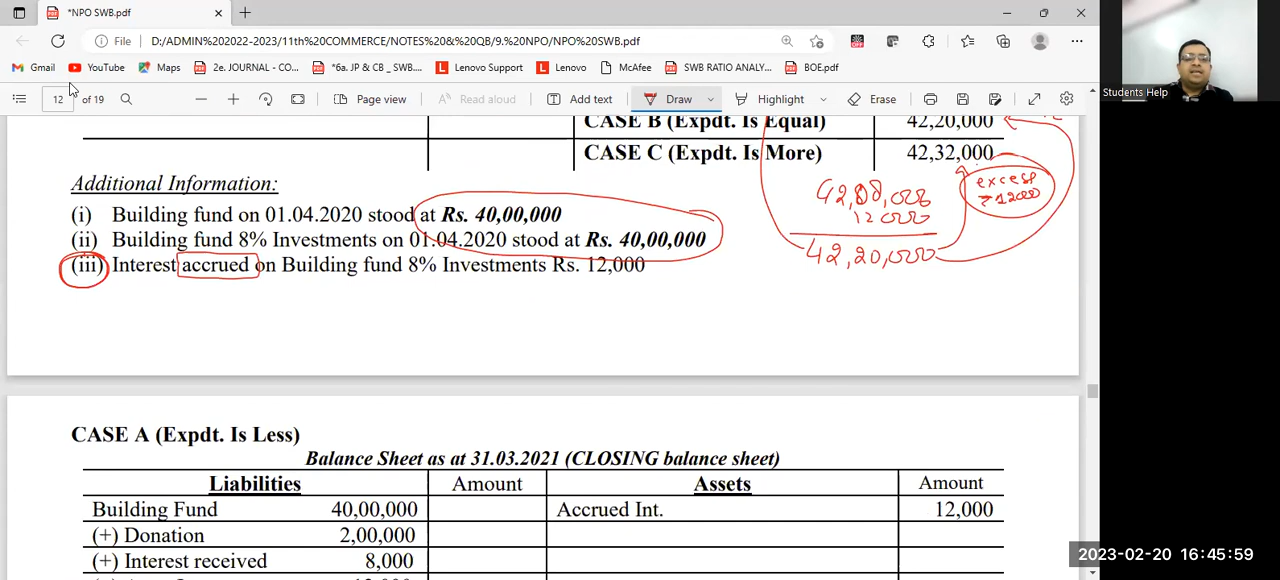 *NPO SWB.pdf
File D:/ADMIN%202022-2023/11th%20COMMERCE/NOTES%20&%20QB/9.%20NPO/NPO%20SWB.pdf
Gmail YouTube Maps 2e. JOURNAL - CO... *6a. JP & CB _ SWB.... Lenovo Support Lenovo McAfee SWB RATIO ANALY... BOE.pdf
12 of 19 Page view Read aloud Add text Draw Highlight Erase
Students Help
CASE B (Expdt. Is Equal) 42,20,000
CASE C (Expdt. Is More) 42,32,000
Additional Information:
(i) Building fund on 01.04.2020 stood at Rs. 40,00,000
(ii) Building fund 8% Investments on 01.04.2020 stood at Rs. 40,00,000
(iii) Interest accrued on Building fund 8% Investments Rs. 12,000
42,08,000
12000
42,20,000
excess
12000
CASE A (Expdt. Is Less)
Balance Sheet as at 31.03.2021 (CLOSING balance sheet)
Liabilities Amount Assets Amount
Building Fund 40,00,000 Accrued Int. 12,000
(+) Donation 2,00,000
(+) Interest received 8,000
2023-02-20 16:45:59